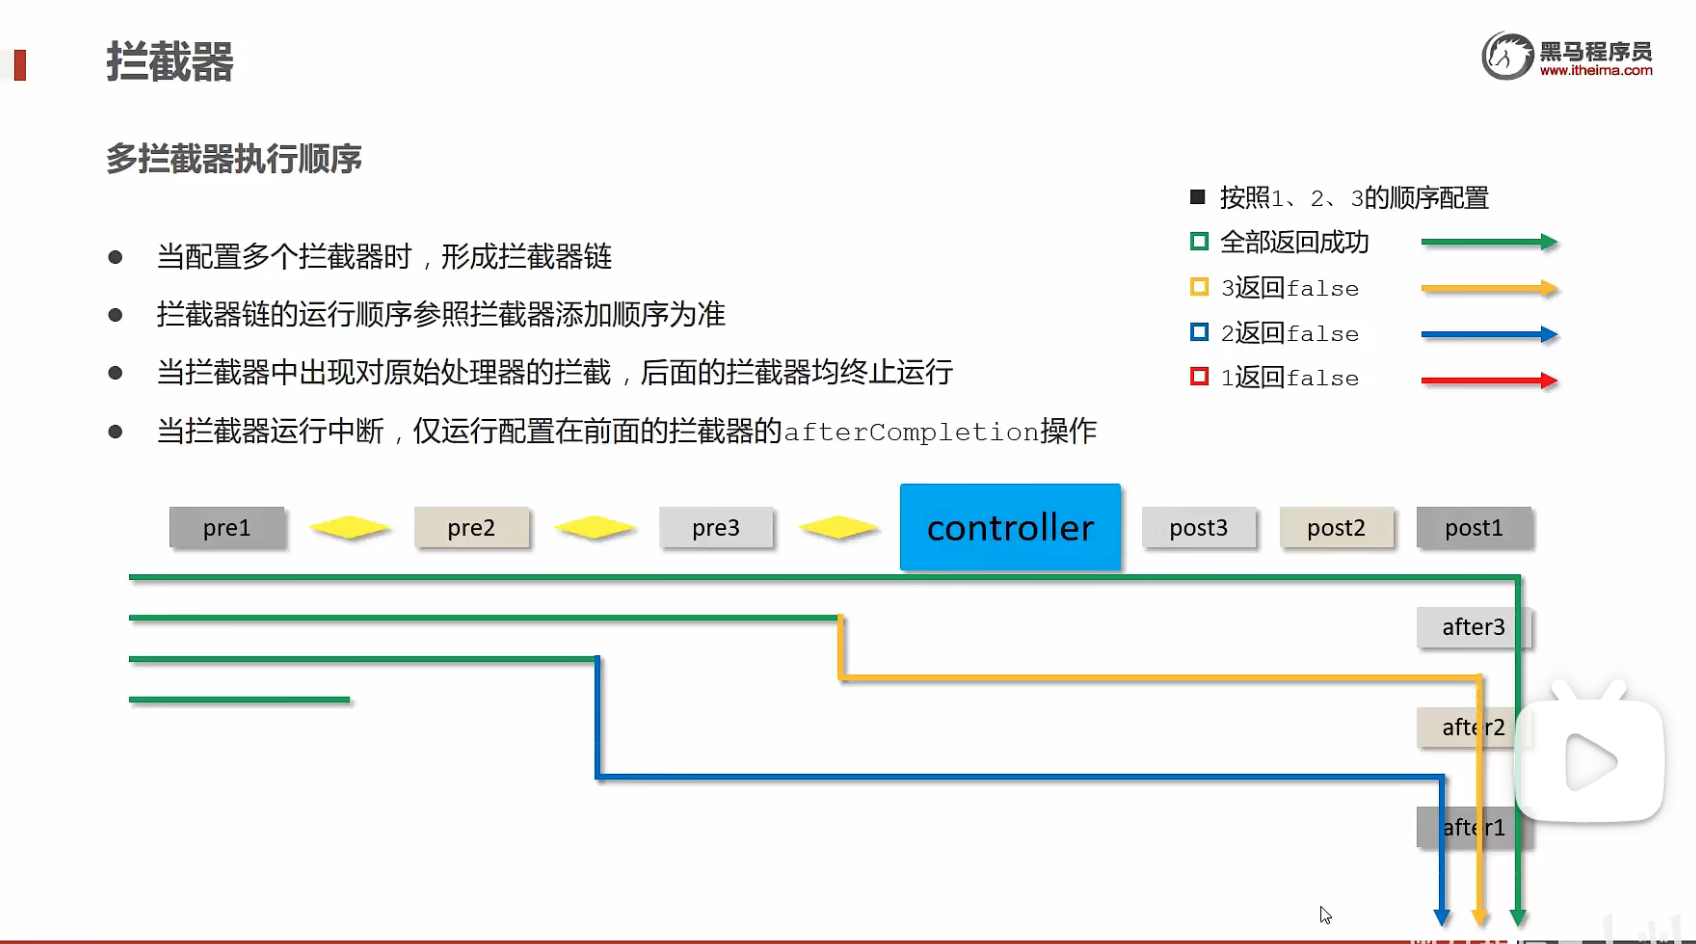 拦截器
黑马程序员
www.itheima.com
多拦截器执行顺序
按照1、2、3的顺序配置
全部返回成功
3返回false
2返回false
1返回false
当配置多个拦截器时，形成拦截器链
拦截器链的运行顺序参照拦截器添加顺序为准
当拦截器中出现对原始处理器的拦截，后面的拦截器均终止运行
当拦截器运行中断，仅运行配置在前面的拦截器的afterCompletion操作
pre1 pre2 pre3 controller post3 post2 post1
after3
after2
after1